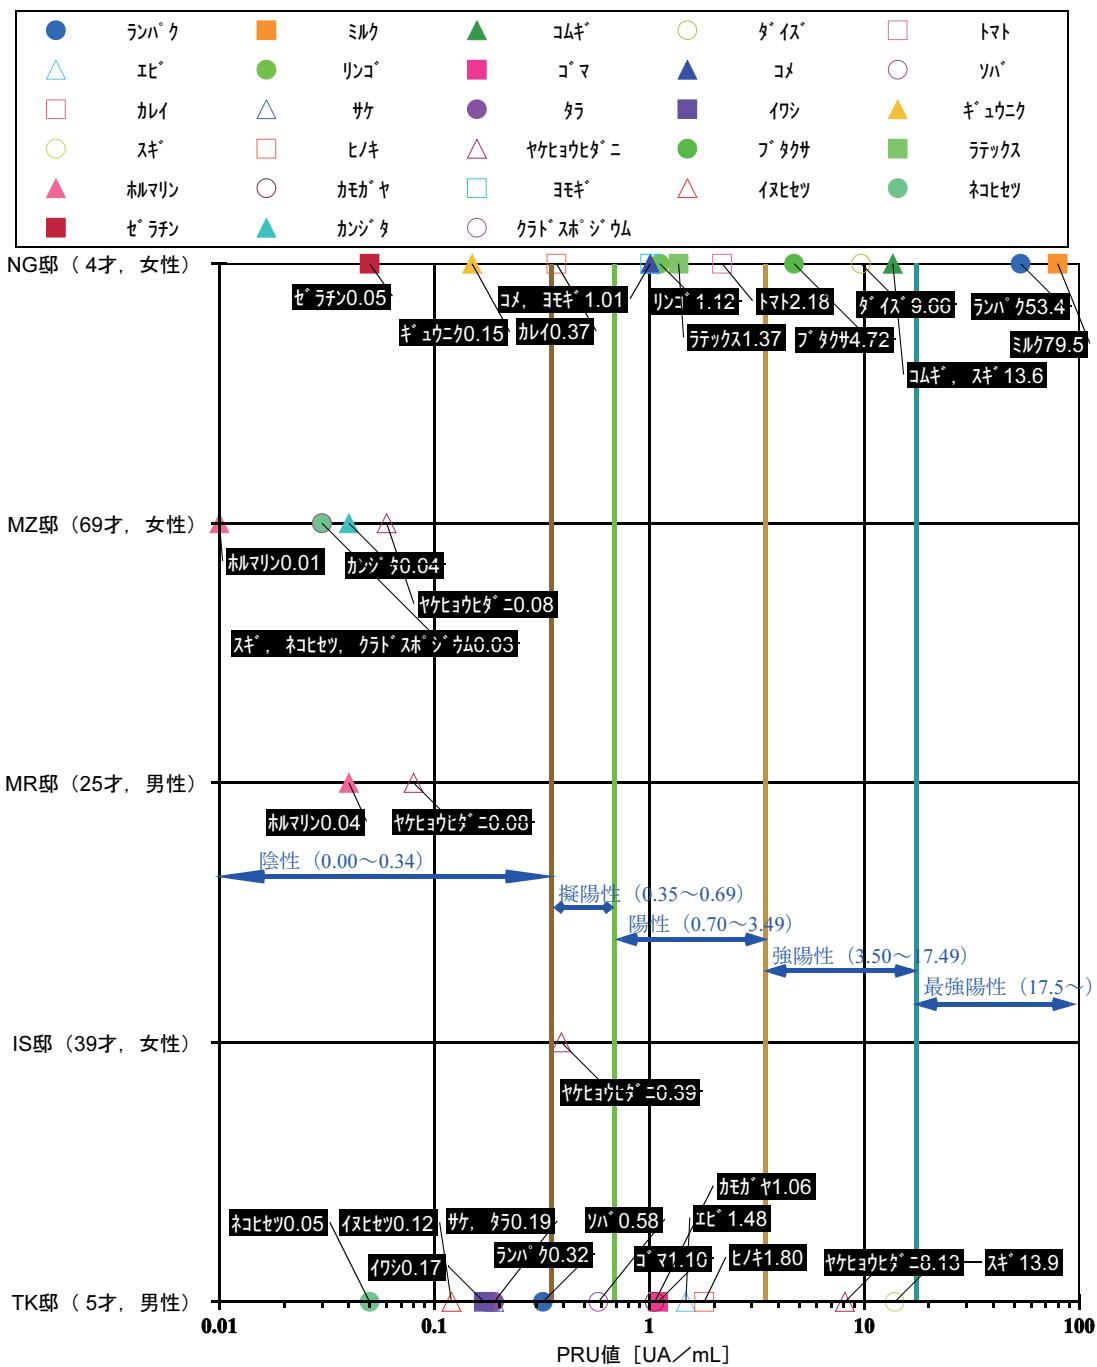 ﾗﾝﾊﾟｸ ﾐﾙｸ ｺﾑｷﾞ ﾀﾞｲｽﾞ ﾄﾏﾄ
ｴﾋﾞ ﾘﾝｺﾞ ｺﾞﾏ ｺﾒ ｿﾊﾞ
ｶﾚｲ ｻｹ ﾀﾗ ｲﾜｼ ｷﾞｭｳﾆｸ
ｽｷﾞ ﾋﾉｷ ﾔｹﾋｮｳﾋﾀﾞﾆ ﾌﾞﾀｸｻ ﾗﾃｯｸｽ
ﾎﾙﾏﾘﾝ ｶﾓｶﾞﾔ ﾖﾓｷﾞ ｲﾇﾋｾﾂ ﾈｺﾋｾﾂ
ｾﾞﾗﾁﾝ ｶﾝｼﾞﾀ ｸﾗﾄﾞｽﾎﾟｼﾞｳﾑ
NG邸（ 4才，女性）
ｾﾞﾗﾁﾝ0.05
ｺﾒ，ﾖﾓｷﾞ1.01
ﾘﾝｺﾞ1.12
ﾄﾏﾄ2.18
ﾀﾞｲｽﾞ9.66
ﾗﾝﾊﾟｸ53.4
ｷﾞｭｳﾆｸ0.15
ｶﾚｲ0.37
ﾗﾃｯｸｽ1.37
ﾌﾞﾀｸｻ4.72
ﾐﾙｸ79.5
ｺﾑｷﾞ，ｽｷﾞ13.6
MZ邸（69才，女性）
ﾎﾙﾏﾘﾝ0.01
ｶﾝｼﾞﾀ0.04
ﾔｹﾋｮｳﾋﾀﾞﾆ0.08
ｽｷﾞ，ﾈｺﾋｾﾂ，ｸﾗﾄﾞｽﾎﾟｼﾞｳﾑ0.03
MR邸（25才，男性）
ﾎﾙﾏﾘﾝ0.04
ﾔｹﾋｮｳﾋﾀﾞﾆ0.08
陰性（0.00～0.34）
擬陽性（0.35～0.69）
陽性（0.70～3.49）
強陽性（3.50～17.49）
最強陽性（17.5～）
IS邸（39才，女性）
ﾔｹﾋｮｳﾋﾀﾞﾆ0.39
ｶﾓｶﾞﾔ1.06
ﾈｺﾋｾﾂ0.05
ｲﾇﾋｾﾂ0.12
ｻｹ，ﾀﾗ0.19
ｿﾊﾞ0.58
ｴﾋﾞ1.48
ｲﾜｼ0.17
ﾗﾝﾊﾟｸ0.32
ｺﾞﾏ1.10
ﾋﾉｷ1.80
ﾔｹﾋｮｳﾋﾀﾞﾆ8.13
ｽｷﾞ13.9
TK邸（ 5才，男性）
0.01 0.1 1 10 100
PRU値［UA／mL］